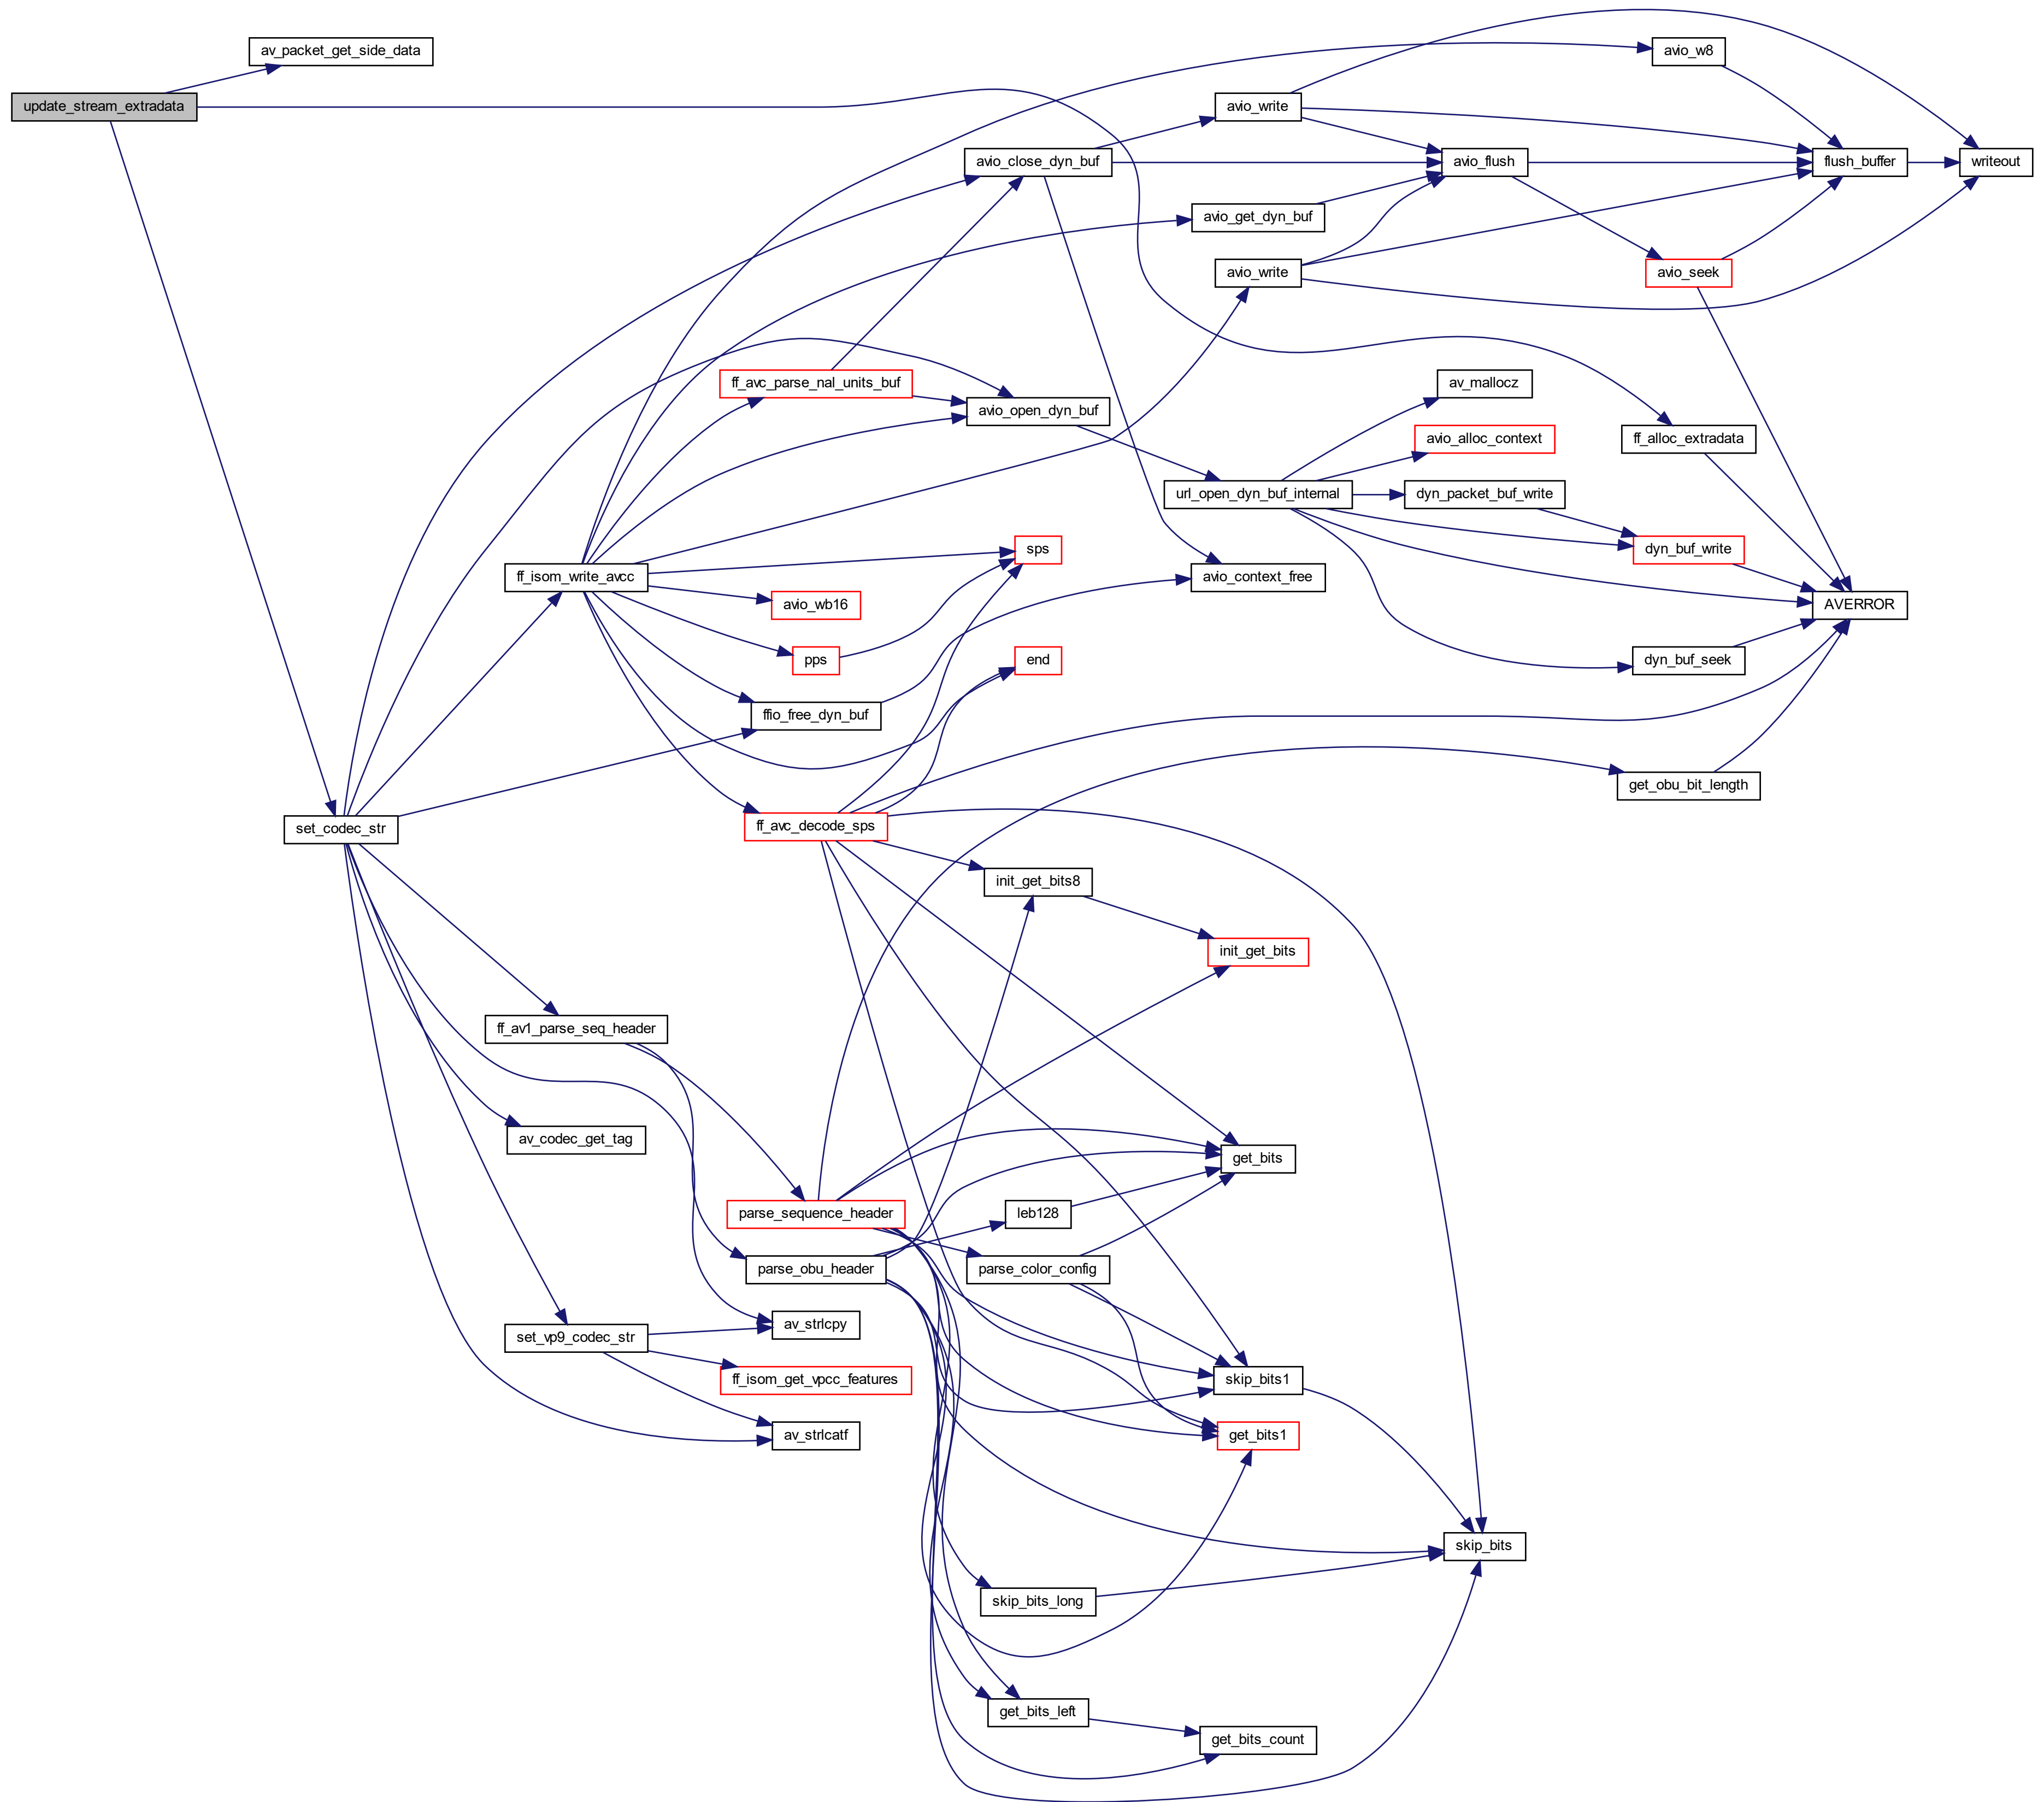 av_packet_get_side_data
update_stream_extradata
avio_w8
avio_write
avio_close_dyn_buf
avio_flush
flush_buffer
writeout
avio_get_dyn_buf
avio_write
avio_seek
ff_avc_parse_nal_units_buf
av_mallocz
avio_open_dyn_buf
avio_alloc_context
ff_alloc_extradata
url_open_dyn_buf_internal
dyn_packet_buf_write
sps
dyn_buf_write
ff_isom_write_avcc
avio_context_free
avio_wb16
AVERROR
pps
end
dyn_buf_seek
ffio_free_dyn_buf
get_obu_bit_length
set_codec_str
ff_avc_decode_sps
init_get_bits8
init_get_bits
ff_av1_parse_seq_header
av_codec_get_tag
get_bits
parse_sequence_header
leb128
parse_obu_header
parse_color_config
av_strlcpy
set_vp9_codec_str
ff_isom_get_vpcc_features
skip_bits1
av_strlcatf
get_bits1
skip_bits
skip_bits_long
get_bits_left
get_bits_count